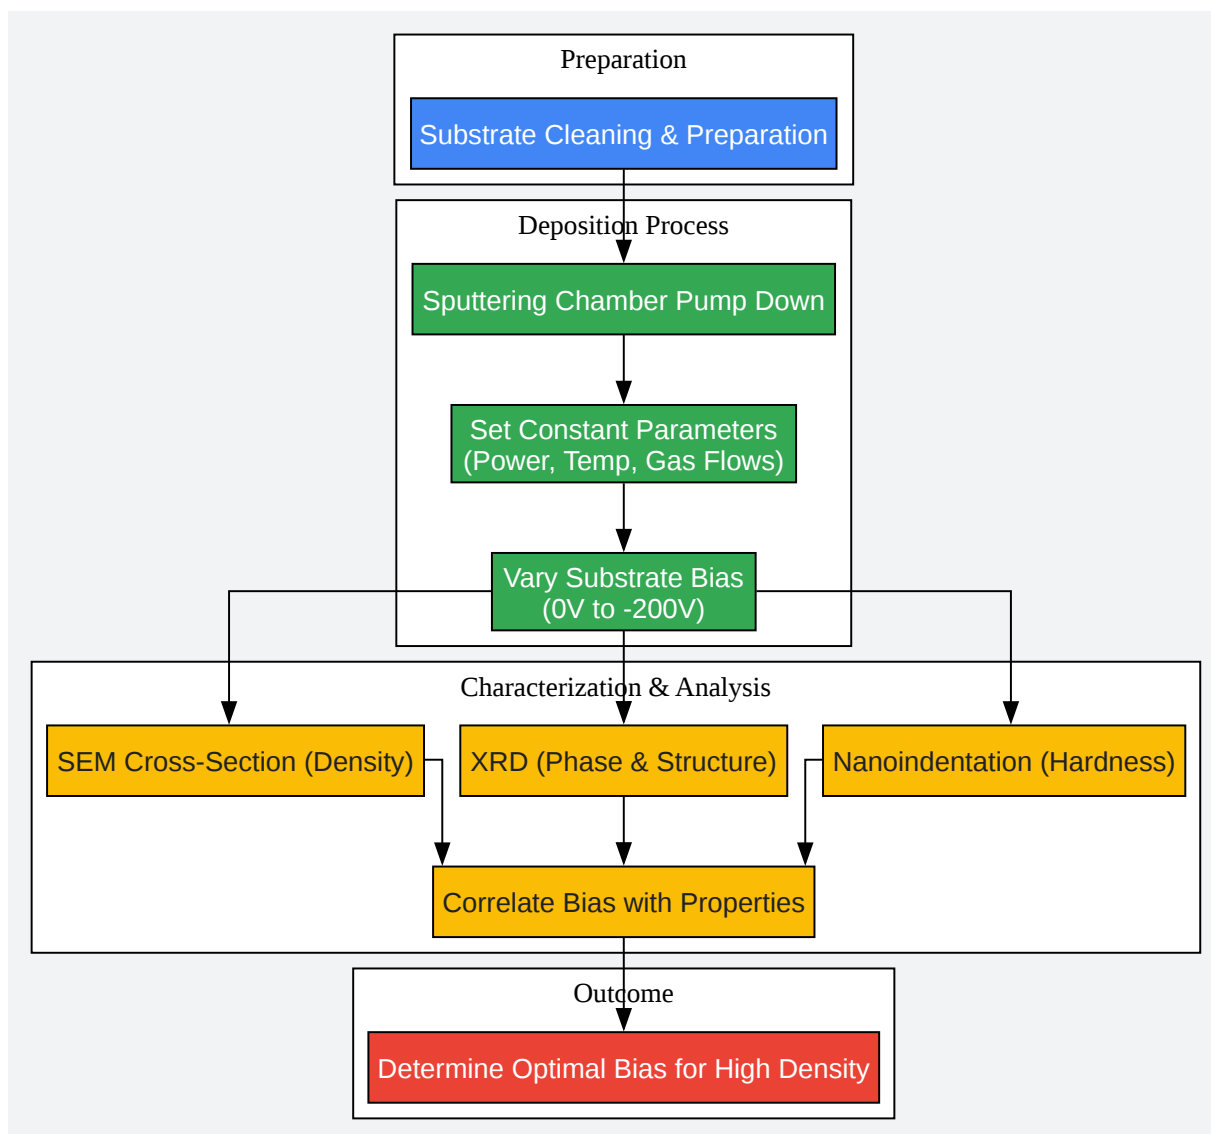 Preparation
Substrate Cleaning & Preparation
Deposition Process
Sputtering Chamber Pump Down
Set Constant Parameters
(Power, Temp, Gas Flows)
Vary Substrate Bias
(0V to -200V)
Characterization & Analysis
SEM Cross-Section (Density)
XRD (Phase & Structure)
Nanoindentation (Hardness)
Correlate Bias with Properties
Outcome
Determine Optimal Bias for High Density